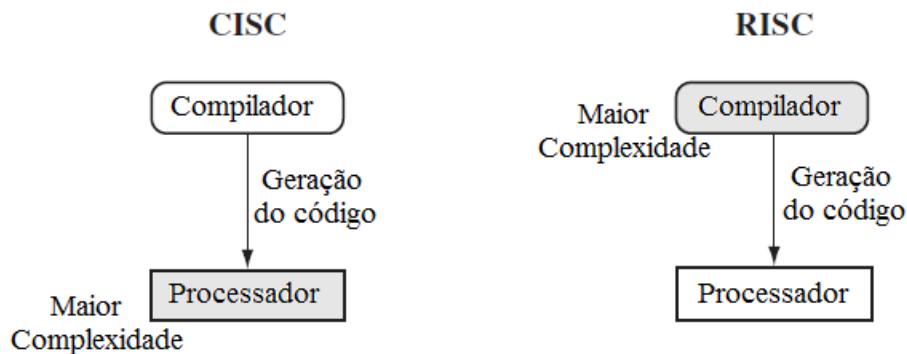 CISC
Compilador
Geração
do código
Processador
Maior
Complexidade
RISC
Compilador
Maior
Complexidade
Geração
do código
Processador